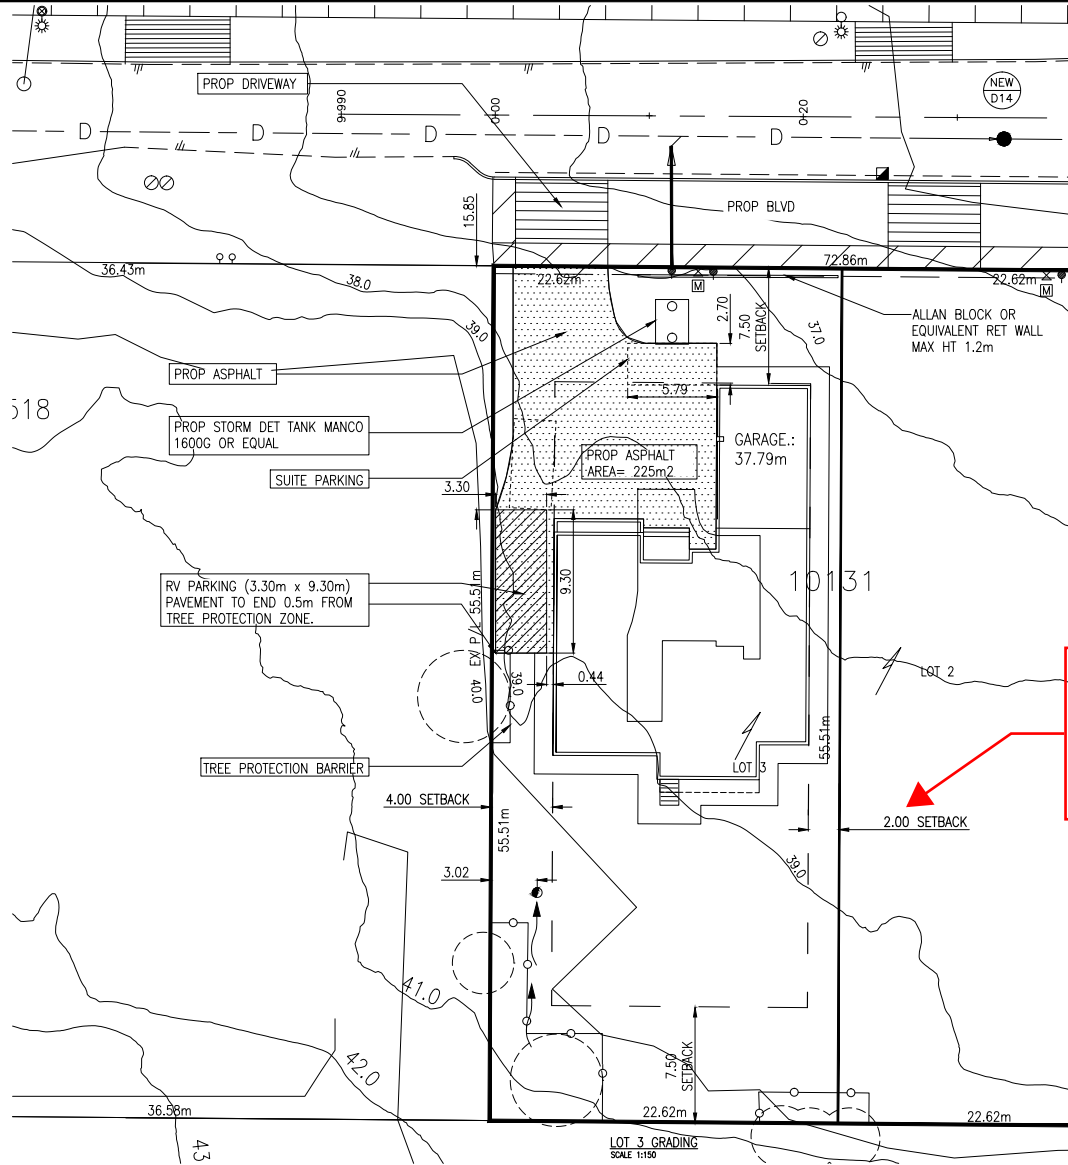 PROP DRIVEWAY
NEW
D14
9+990
0+00
0+20
D
D
D
D
D
15.85
PROP BLVD
36.43m
38.0
22.62m
72.86m
22.62m
M
M
39.0
2.70
7.50
SETBACK
37.0
ALLAN BLOCK OR
EQUIVALENT RET WALL
MAX HT 1.2m
PROP ASPHALT
518
5.79
PROP STORM DET TANK MANCO
1600G OR EQUAL
GARAGE.:
37.79m
PROP ASPHALT
AREA= 225m2
SUITE PARKING
3.30
RV PARKING (3.30m x 9.30m)
PAVEMENT TO END 0.5m FROM
TREE PROTECTION ZONE.
EX P/L 55.51m
9.30
10131
40.0
39.0
0.44
LOT 2
TREE PROTECTION BARRIER
LOT 3
55.51m
4.00 SETBACK
55.51m
2.00 SETBACK
3.02
39.0
41.0
42.0
7.50
SETBACK
36.58m
22.62m
22.62m
43
LOT 3 GRADING
SCALE 1:150